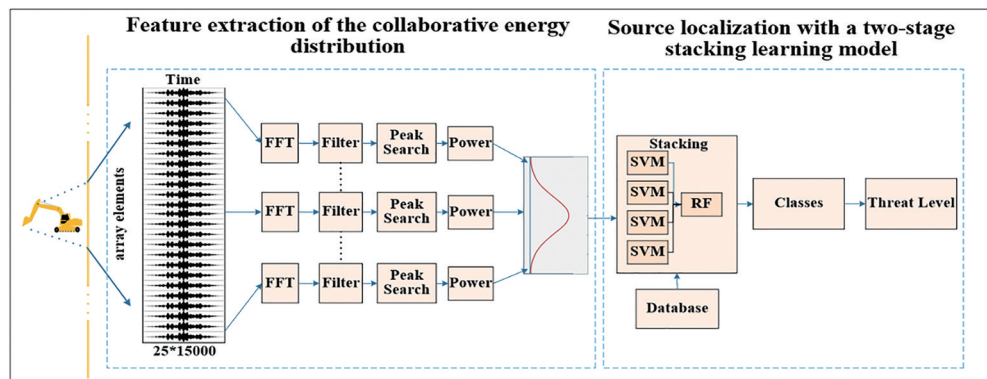 Feature extraction of the collaborative energy
distribution
Source localization with a two-stage
stacking learning model
Time
array elements
25*15000
FFT
Filter
Peak
Search
Power
FFT
Filter
Peak
Search
Power
FFT
Filter
Peak
Search
Power
Stacking
SVM
SVM
SVM
SVM
RF
Classes
Threat Level
Database